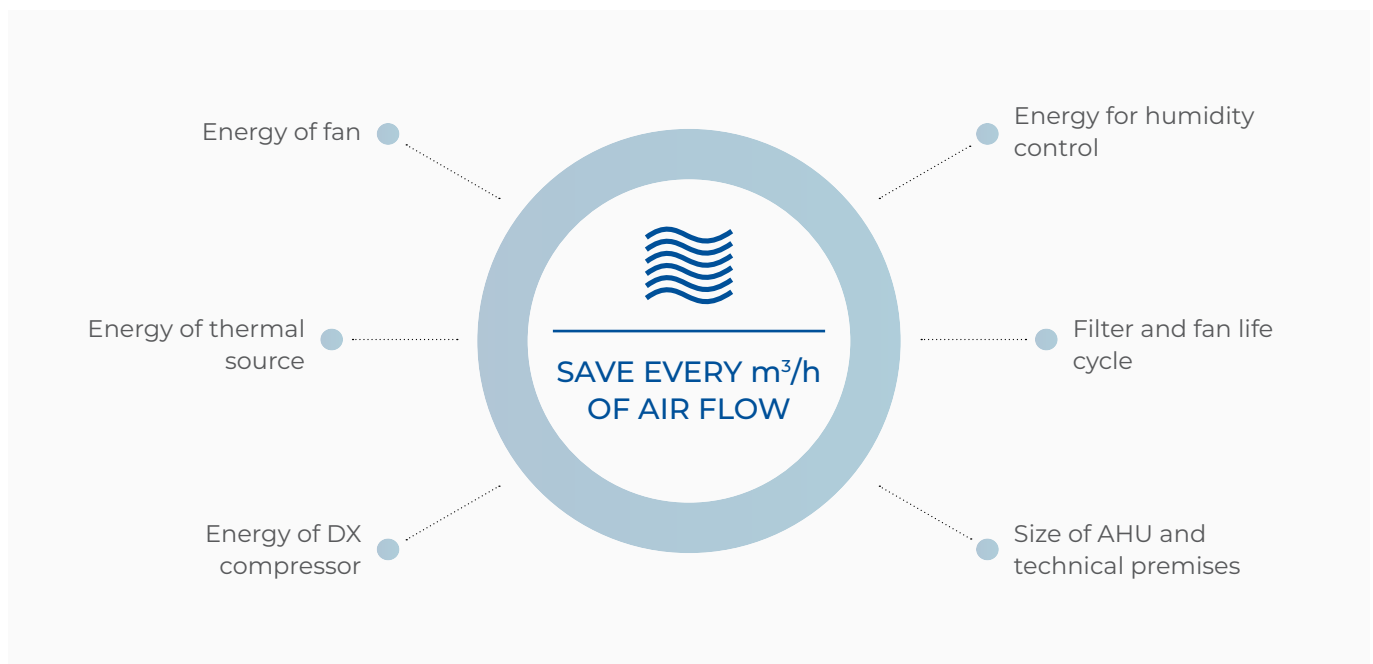 Energy of fan
Energy of thermal
source
Energy of DX
compressor
SAVE EVERY m³/h
OF AIR FLOW
Energy for humidity
control
Filter and fan life
cycle
Size of AHU and
technical premises